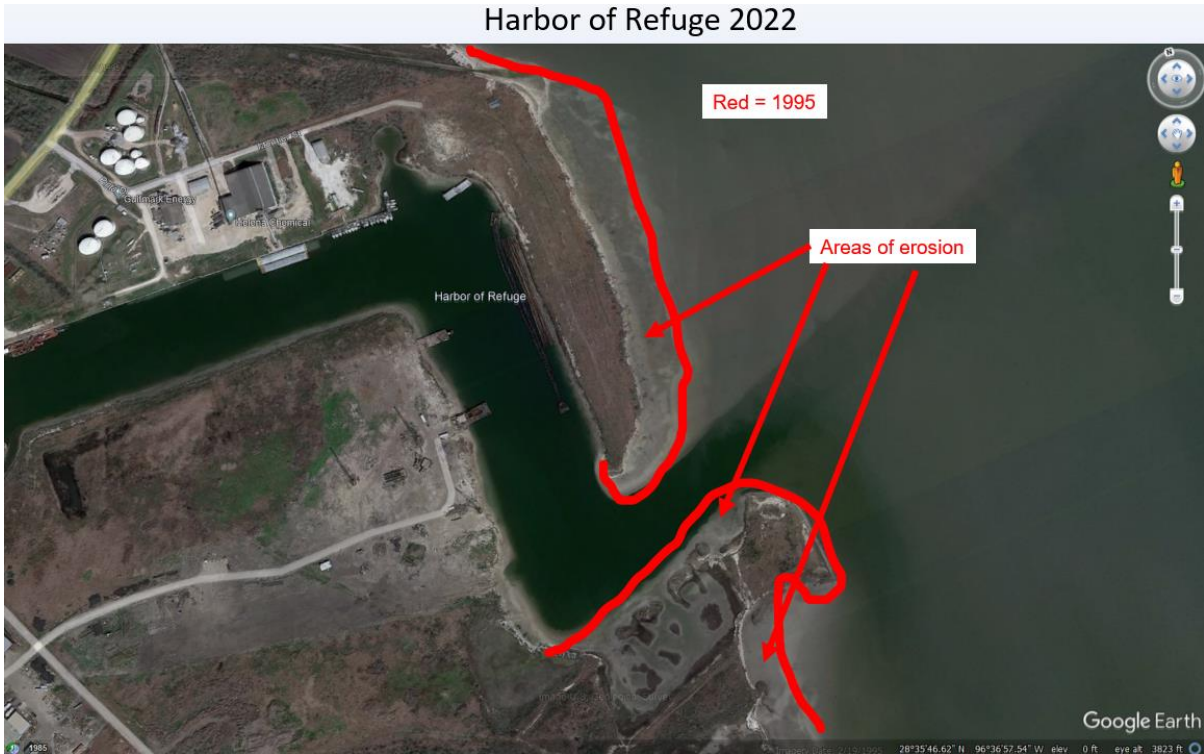 Harbor of Refuge 2022
Red = 1995
Gulfmark Energy
Helena Chemical
Areas of erosion
Harbor of Refuge
Google Earth
1985
28°35'46.62" N 96°36'57.54" W elev 0 ft eye alt 3823 ft